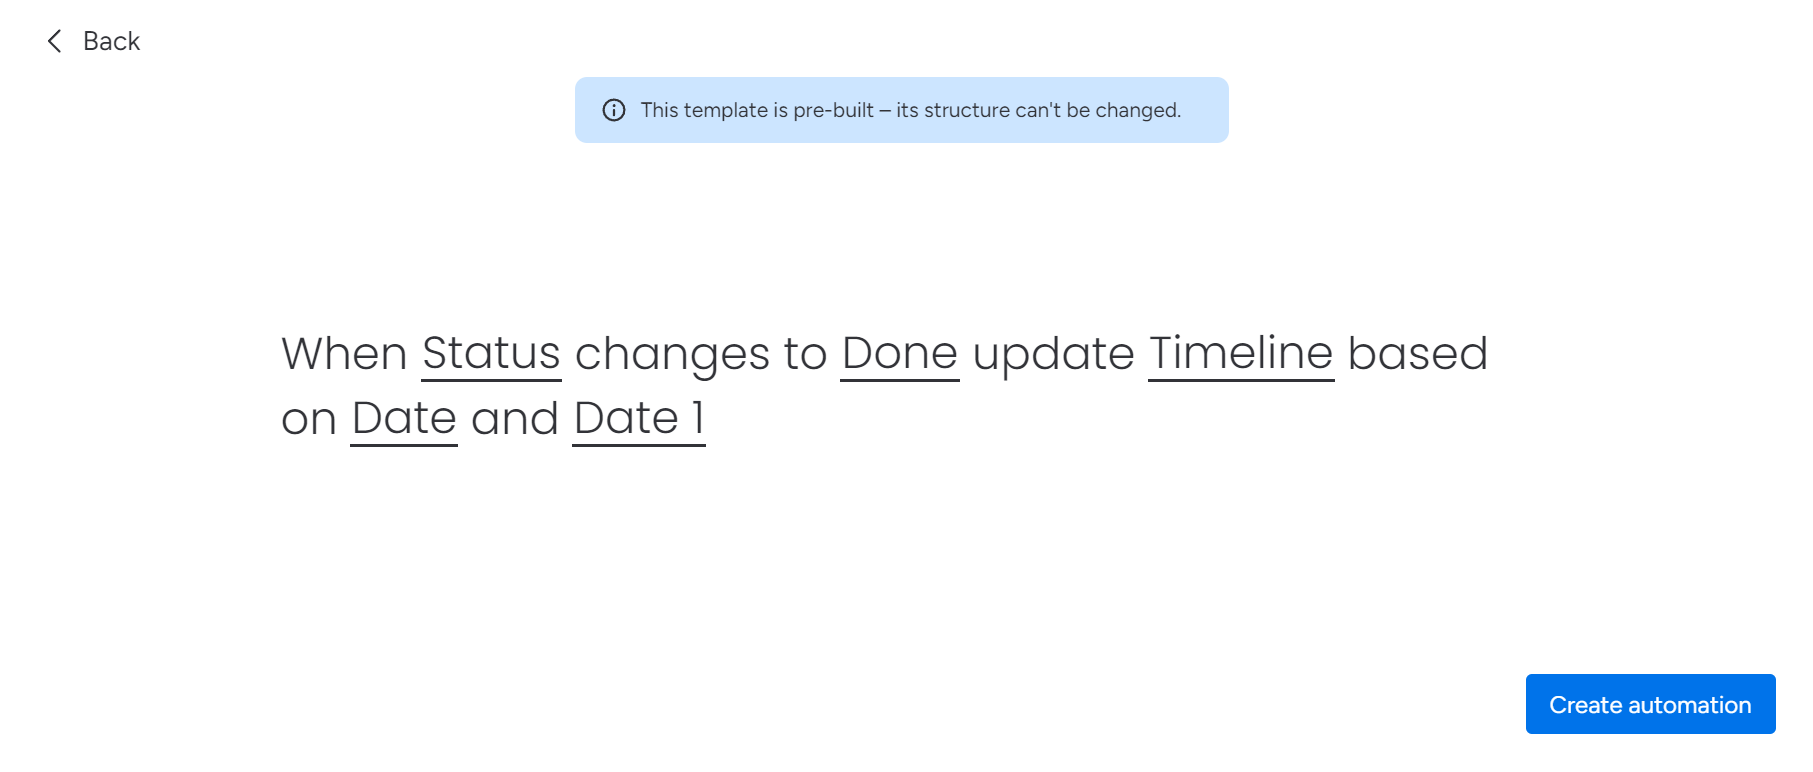 Back
This template is pre-built – its structure can't be changed.
When Status changes to Done update Timeline based
on Date and Date 1
Create automation